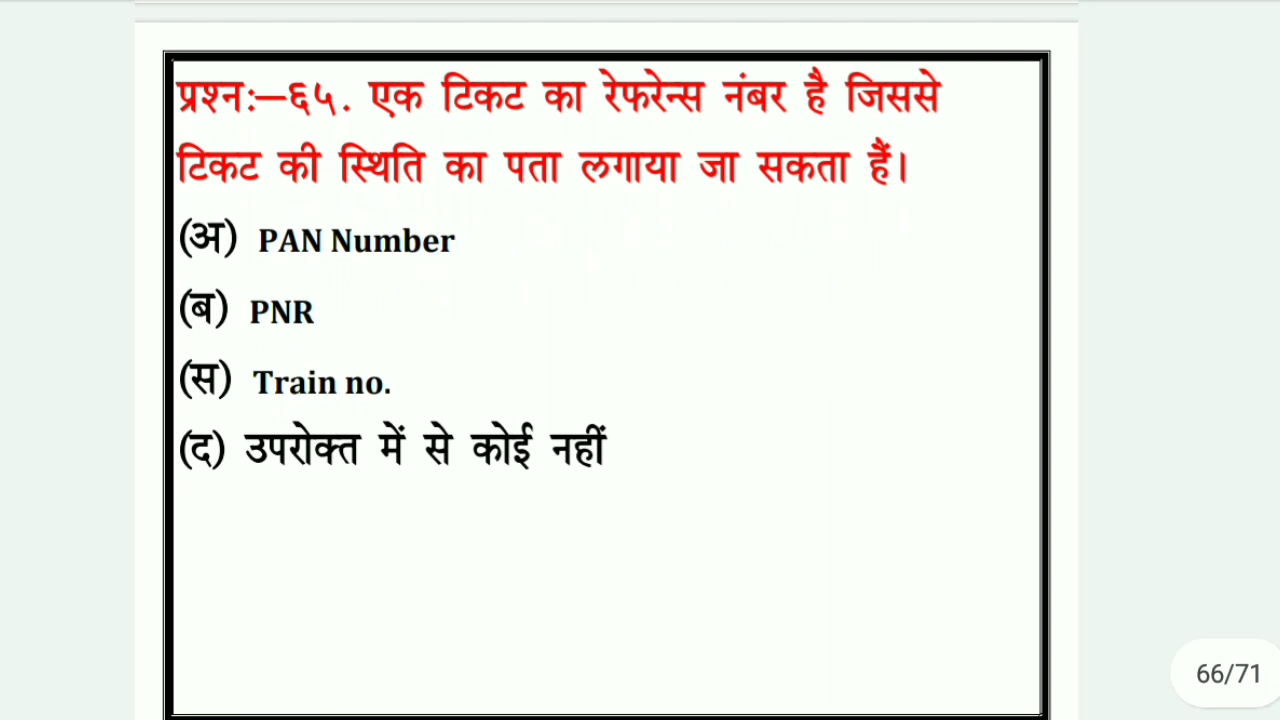 प्रश्नः–६५. एक टिकट का रेफरेन्स नंबर है जिससे
टिकट की स्थिति का पता लगाया जा सकता हैं।
(अ) PAN Number
(ब) PNR
(स) Train no.
(द) उपरोक्त में से कोई नहीं
66/71